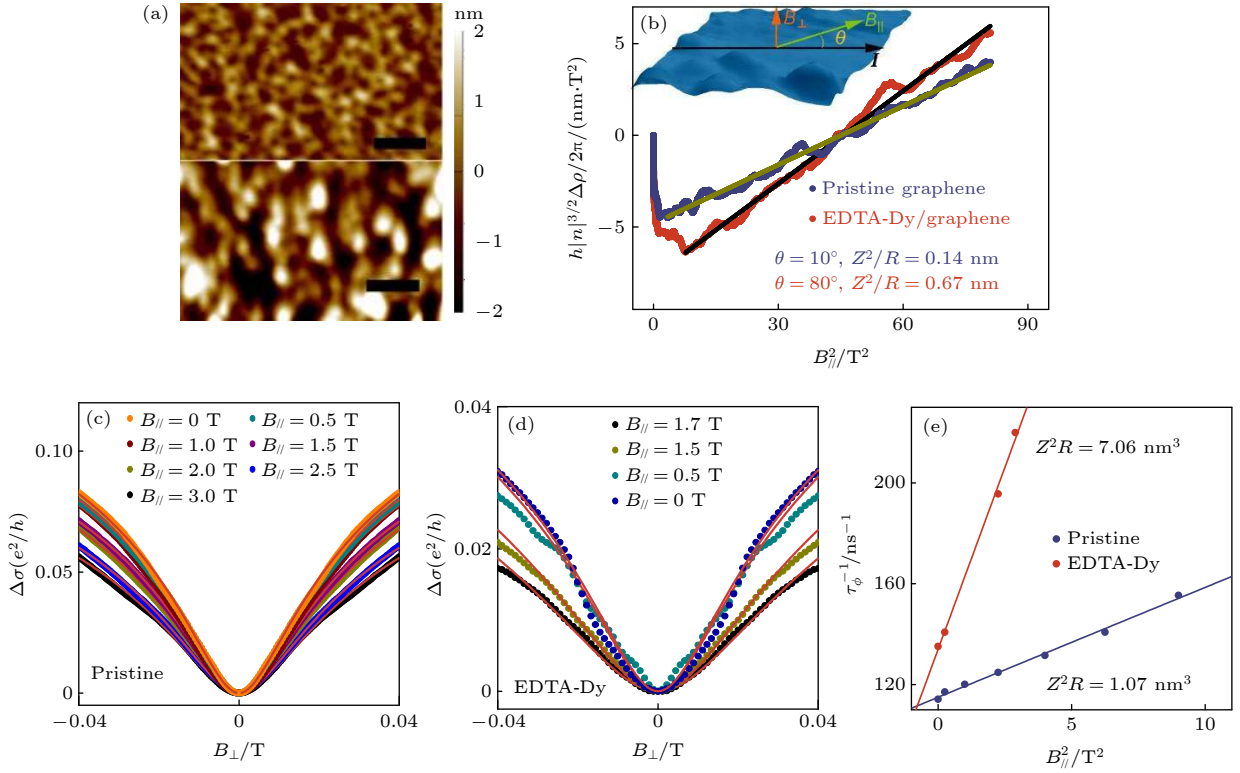 (a)
nm
2
1
0
−1
−2
(b)
B⊥
B∥
θ
I
h|n|^{3/2}Δρ/2π/(nm·T²)
5
0
−5
Pristine graphene
EDTA-Dy/graphene
θ = 10°, Z²/R = 0.14 nm
θ = 80°, Z²/R = 0.67 nm
0 30 60 90
B²∥/T²
(c)
B∥ = 0 T
B∥ = 0.5 T
B∥ = 1.0 T
B∥ = 1.5 T
B∥ = 2.0 T
B∥ = 2.5 T
B∥ = 3.0 T
Δσ(e²/h)
0.10
0.05
0
Pristine
−0.04 0 0.04
B⊥/T
(d)
B∥ = 1.7 T
B∥ = 1.5 T
B∥ = 0.5 T
B∥ = 0 T
Δσ(e²/h)
0.04
0.02
0
EDTA-Dy
−0.04 0 0.04
B⊥/T
(e)
Z²R = 7.06 nm³
τ_ϕ⁻¹/ns⁻¹
200
160
120
Pristine
EDTA-Dy
Z²R = 1.07 nm³
0 5 10
B²∥/T²